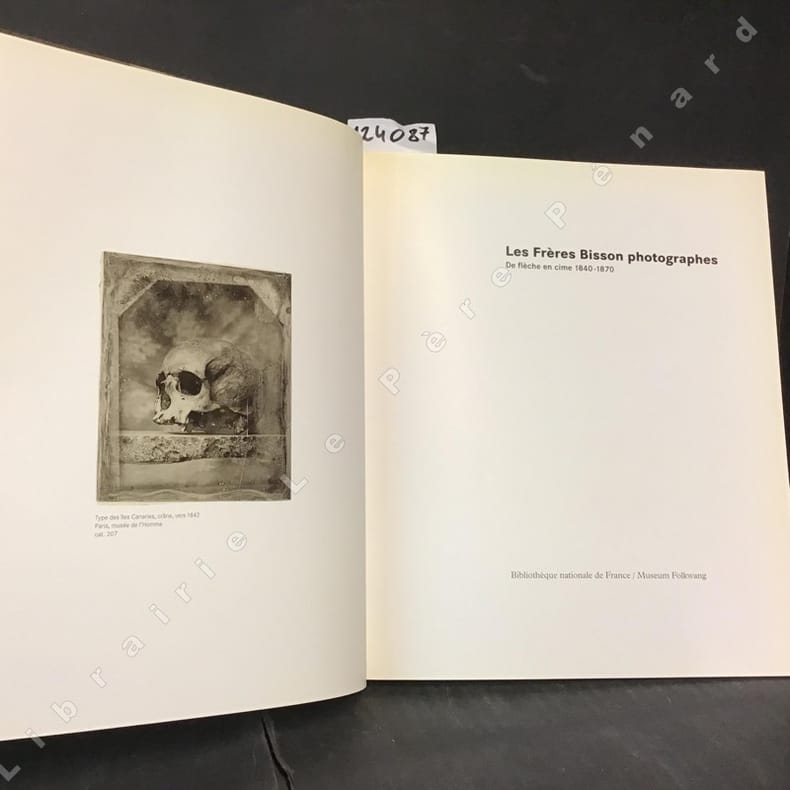 124087
Les Frères Bisson photographes
De flèche en cime 1840-1870
Type des îles Canaries, crâne, vers 1842
Paris, musée de l'Homme
cat. 207
Bibliothèque nationale de France / Museum Folkwang
Librairie Le Père Pénard